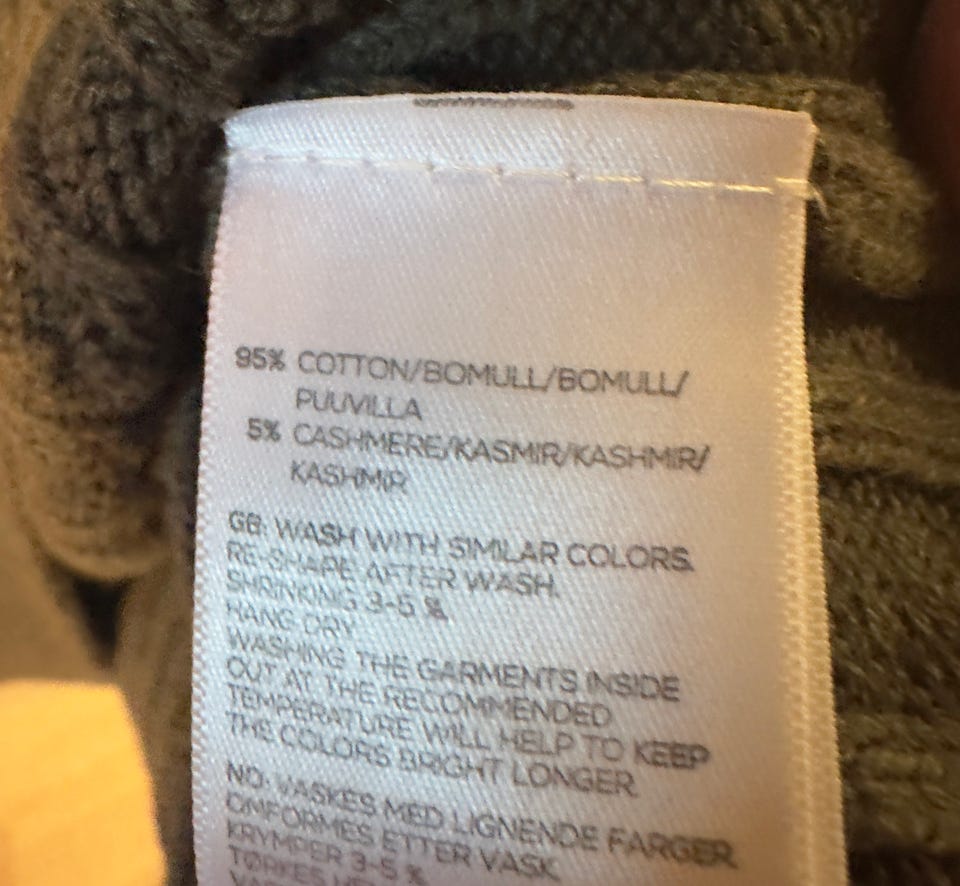 95% COTTON/BOMULL/BOMULL/
PUUVILLA
5% CASHMERE/KASMIR/KASHMIR/
KASHMIR
GB: WASH WITH SIMILAR COLORS.
RE-SHAPE AFTER WASH.
SHRINKING 3-5 %.
HANG DRY
WASHING THE GARMENTS INSIDE
OUT AT THE RECOMMENDED
TEMPERATURE WILL HELP TO KEEP
THE COLORS BRIGHT LONGER.
NO: VASKES MED LIGNENDE FARGER.
OMFORMES ETTER VASK.
KRYMPER 3-5 %
TØRKES